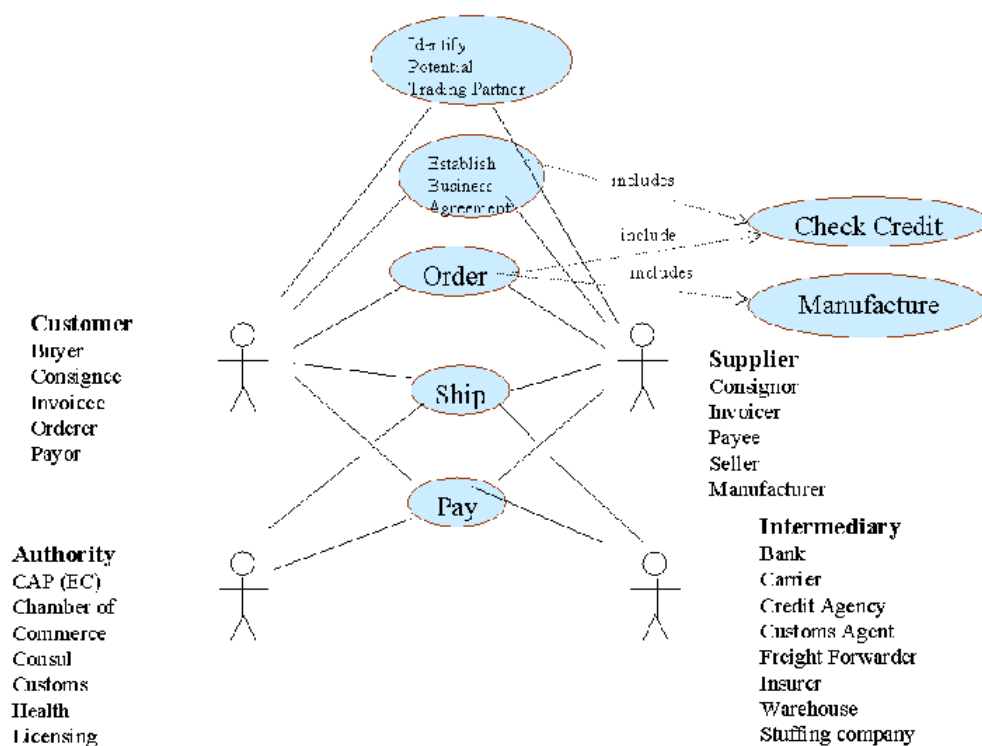 Identify
Potential
Trading Partner
Establish
Business
Agreement
includes
Check Credit
include
Order
includes
Manufacture
Customer
Buyer
Consignee
Invoicee
Orderer
Payor
Supplier
Consignor
Invoicer
Payee
Seller
Manufacturer
Ship
Pay
Authority
CAP (EC)
Chamber of
Commerce
Consul
Customs
Health
Licensing
Intermediary
Bank
Carrier
Credit Agency
Customs Agent
Freight Forwarder
Insurer
Warehouse
Stuffing company